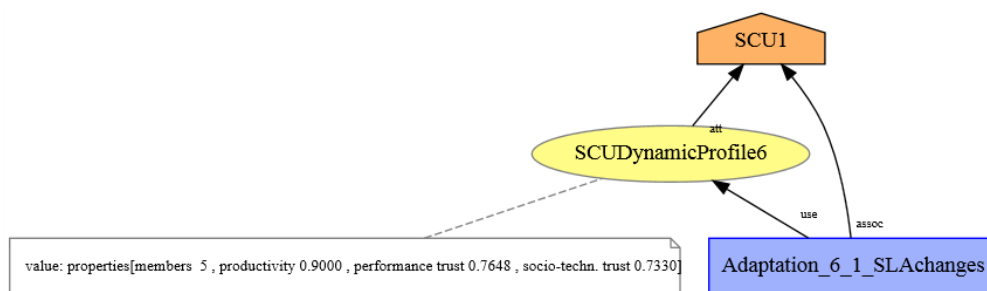 SCU1
att
SCUDynamicProfile6
use
assoc
value: properties[members  5 , productivity 0.9000 , performance trust 0.7648 , socio-techn. trust 0.7330]
Adaptation_6_1_SLAchanges